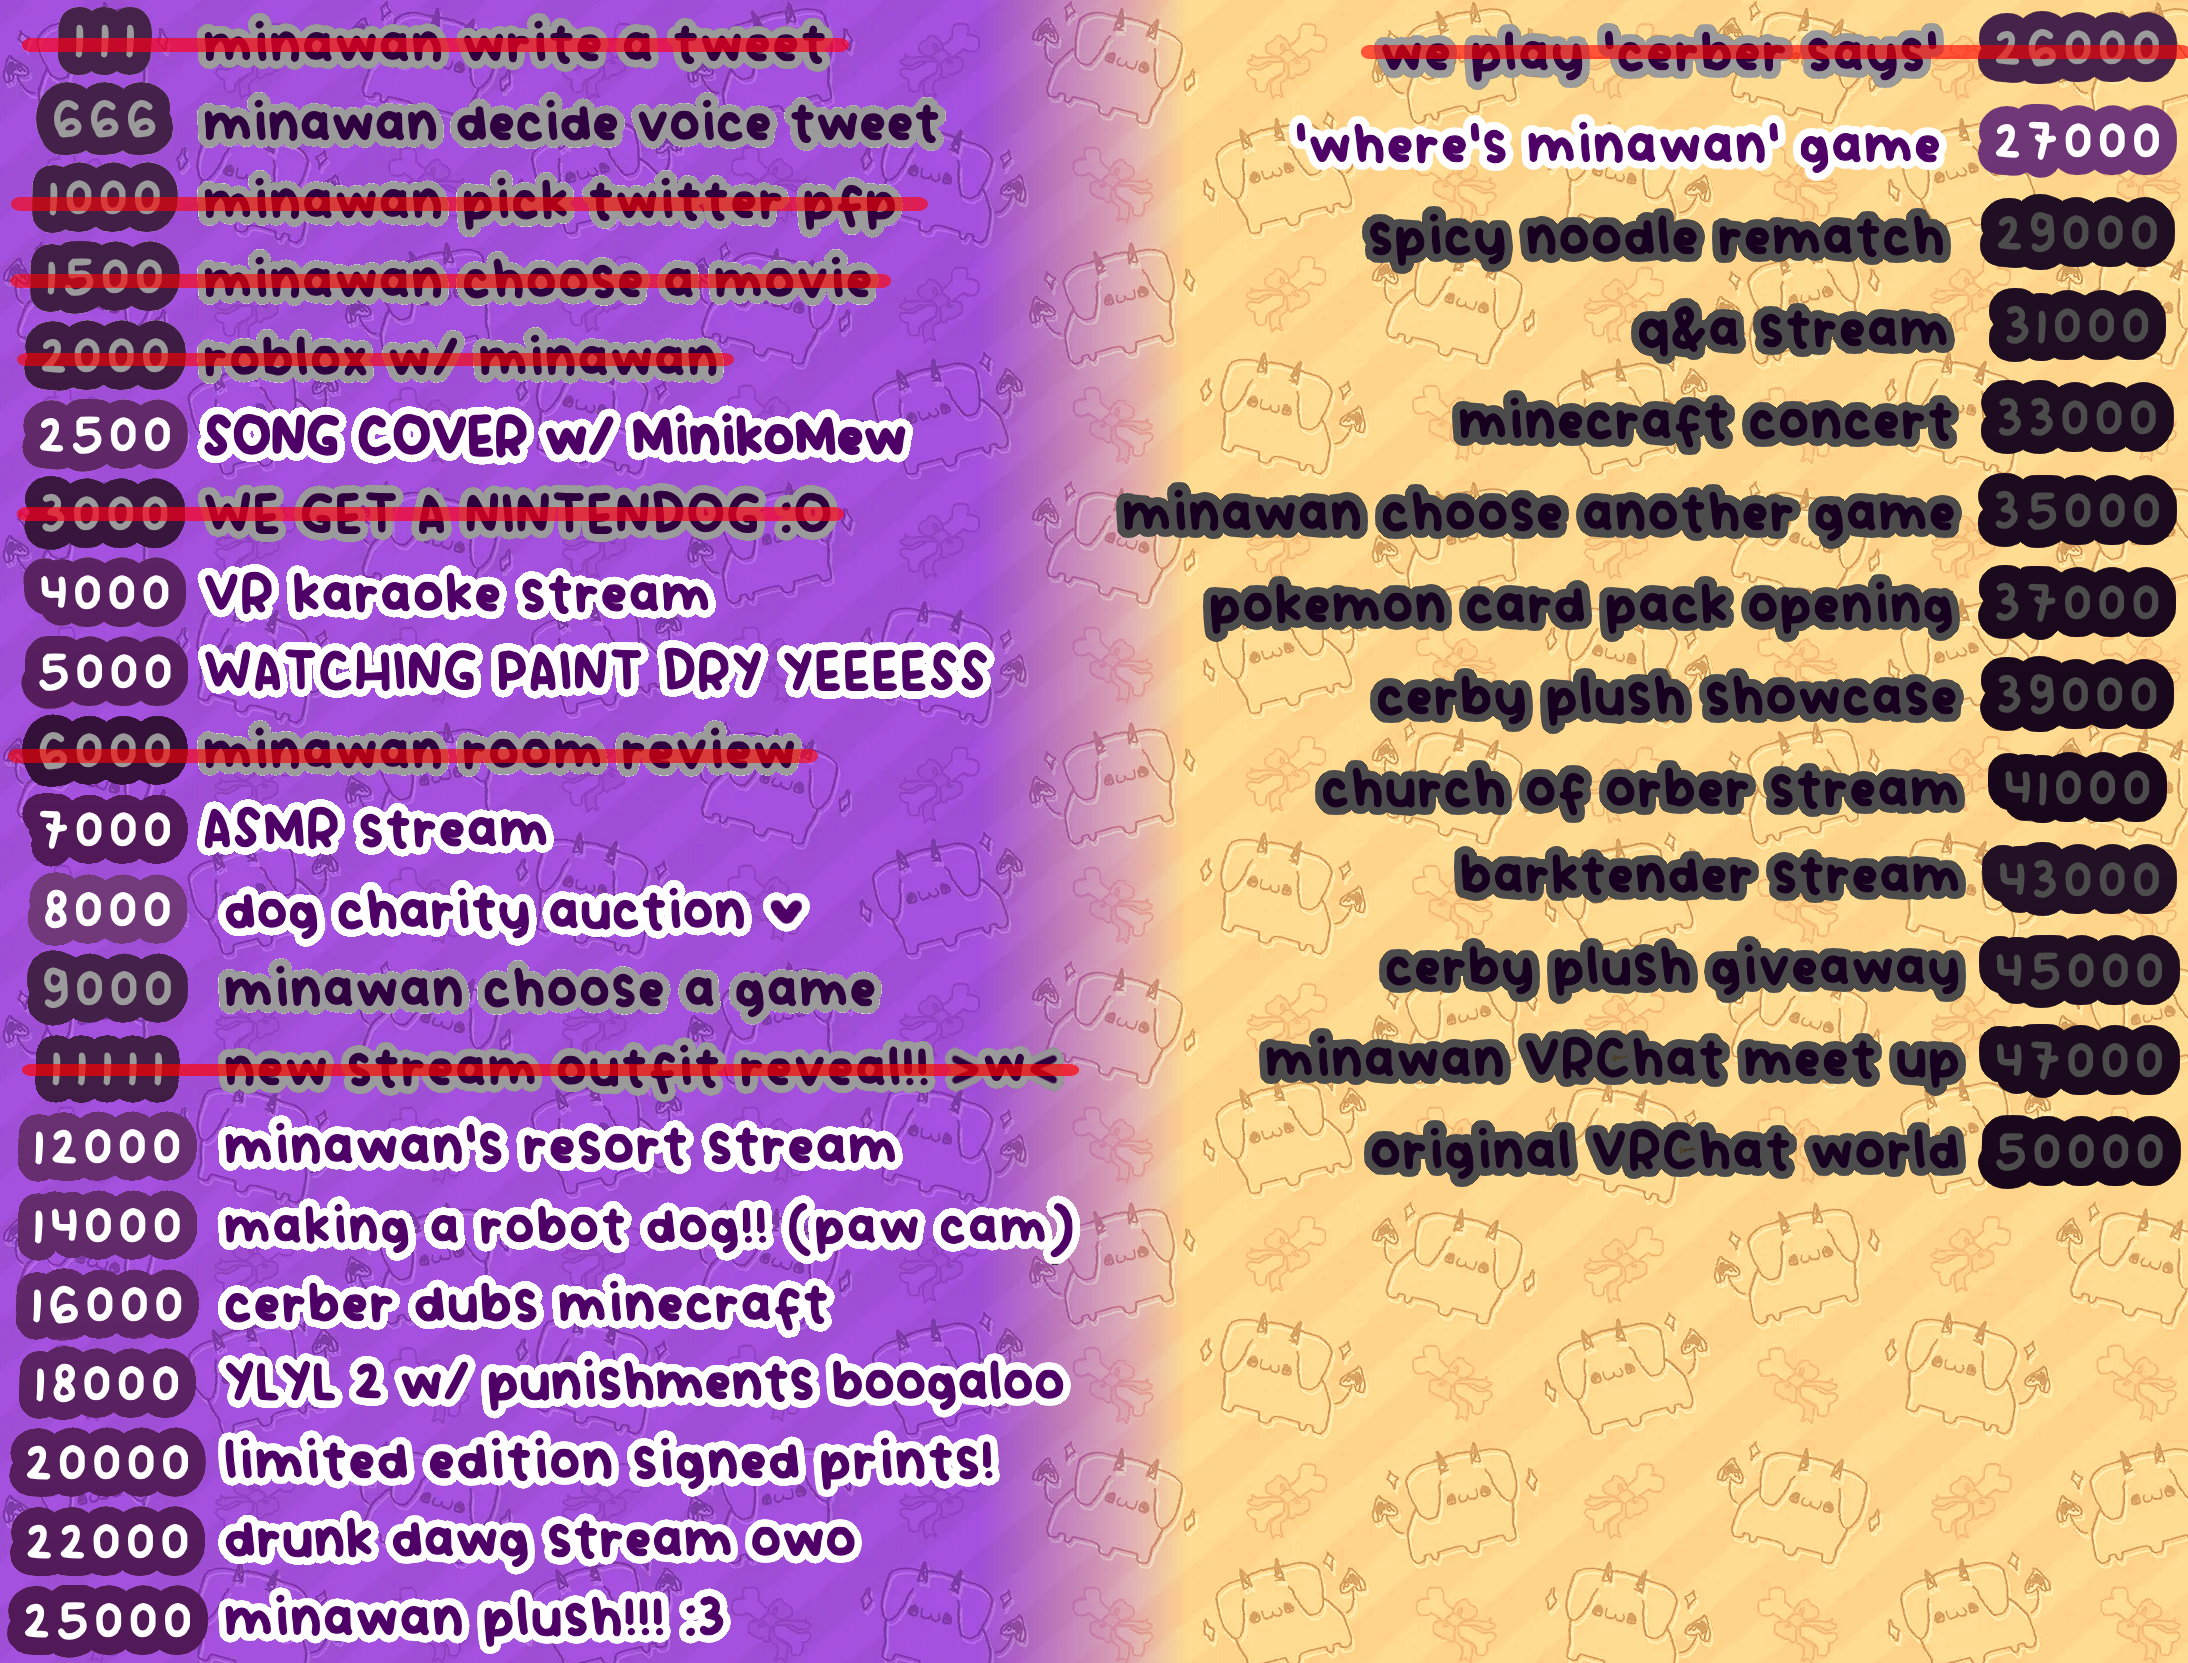 111 minawan write a tweet
666 minawan decide voice tweet
1000 minawan pick twitter pfp
1500 minawan choose a movie
2000 roblox w/ minawan
2500 SONG COVER w/ MinikoMew
3000 WE GET A NINTENDOG :O
4000 VR karaoke stream
5000 WATCHING PAINT DRY YEEEESS
6000 minawan room review
7000 ASMR stream
8000 dog charity auction ♥
9000 minawan choose a game
11111 new stream outfit reveal!! >w<
12000 minawan's resort stream
14000 making a robot dog!! (paw cam)
16000 cerber dubs minecraft
18000 YLYL 2 w/ punishments boogaloo
20000 limited edition signed prints!
22000 drunk dawg stream owo
25000 minawan plush!!! :3
we play 'cerber says' 26000
'where's minawan' game 27000
spicy noodle rematch 29000
q&a stream 31000
minecraft concert 33000
minawan choose another game 35000
pokemon card pack opening 37000
cerby plush showcase 39000
church of orber stream 41000
barktender stream 43000
cerby plush giveaway 45000
minawan VRChat meet up 47000
original VRChat world 50000